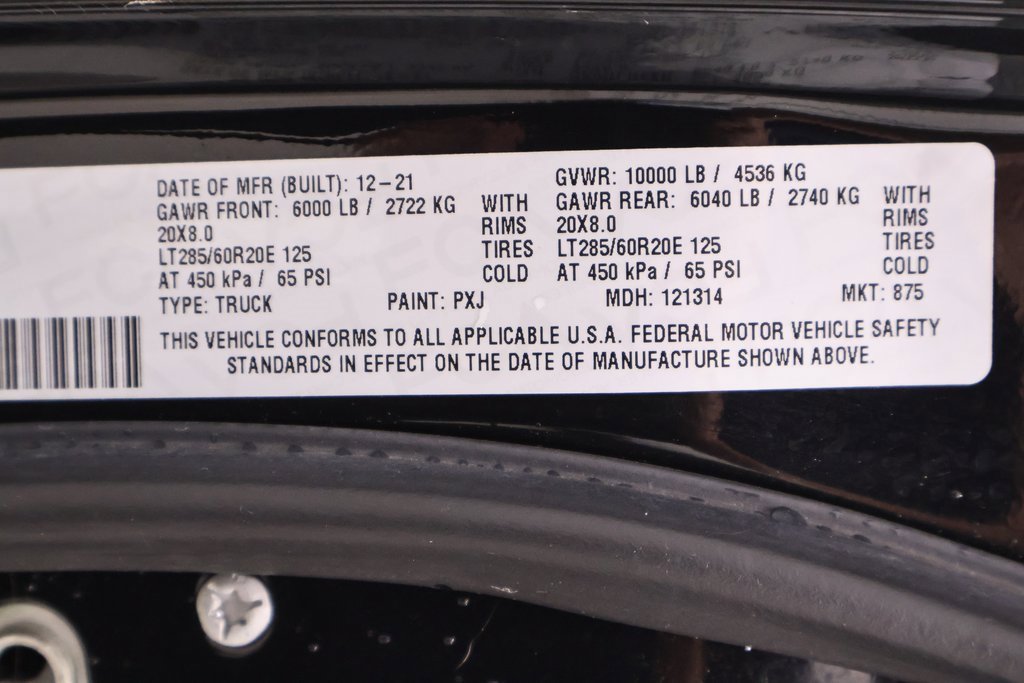 DATE OF MFR (BUILT): 12-21 GVWR: 10000 LB / 4536 KG
GAWR FRONT: 6000 LB / 2722 KG WITH GAWR REAR: 6040 LB / 2740 KG WITH
20X8.0 RIMS 20X8.0 RIMS
LT285/60R20E 125 TIRES LT285/60R20E 125 TIRES
AT 450 kPa / 65 PSI COLD AT 450 kPa / 65 PSI COLD
TYPE: TRUCK PAINT: PXJ MDH: 121314 MKT: 875
THIS VEHICLE CONFORMS TO ALL APPLICABLE U.S.A. FEDERAL MOTOR VEHICLE SAFETY
STANDARDS IN EFFECT ON THE DATE OF MANUFACTURE SHOWN ABOVE.